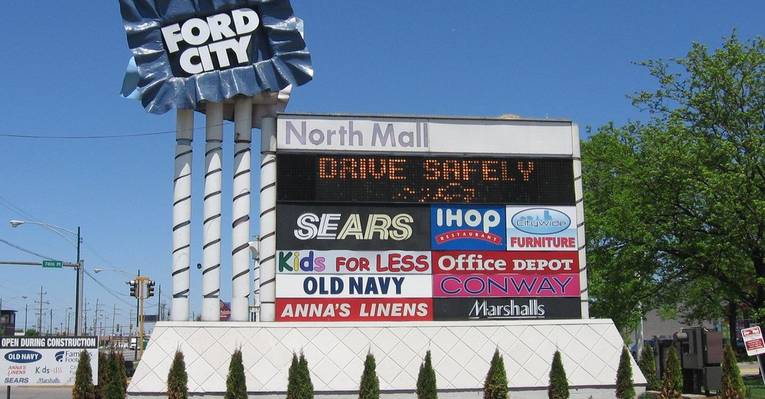 FORD
CITY
North Mall
DRIVE SAFELY
SEARS
IHOP
RESTAURANT
Citywide
FURNITURE
KiDs FOR LESS
Office DEPOT
OLD NAVY
CONWAY
ANNA'S LINENS
Marshalls
OPEN DURING CONSTRUCTION
OLD NAVY
SEARS